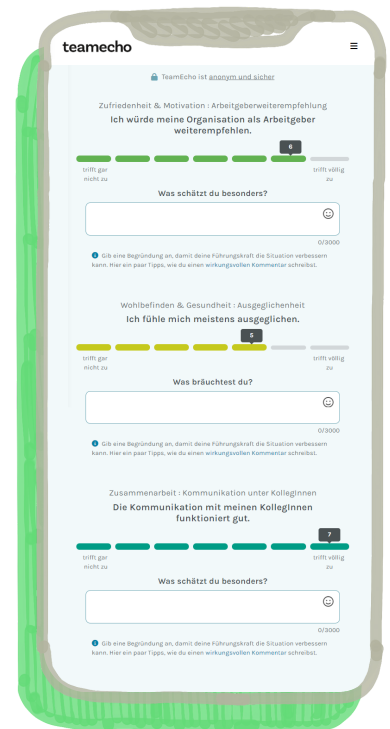 teamecho
TeamEcho ist anonym und sicher
Zufriedenheit & Motivation : Arbeitgeberweiterempfehlung
Ich würde meine Organisation als Arbeitgeber
weiterempfehlen.
6
trifft gar
nicht zu
trifft völlig
zu
Was schätzt du besonders?
0/3000
Gib eine Begründung an, damit deine Führungskraft die Situation verbessern
kann. Hier ein paar Tipps, wie du einen wirkungsvollen Kommentar schreibst.
Wohlbefinden & Gesundheit : Ausgeglichenheit
Ich fühle mich meistens ausgeglichen.
5
trifft gar
nicht zu
trifft völlig
zu
Was bräuchtest du?
0/3000
Gib eine Begründung an, damit deine Führungskraft die Situation verbessern
kann. Hier ein paar Tipps, wie du einen wirkungsvollen Kommentar schreibst.
Zusammenarbeit : Kommunikation unter KollegInnen
Die Kommunikation mit meinen KollegInnen
funktioniert gut.
7
trifft gar
nicht zu
trifft völlig
zu
Was schätzt du besonders?
0/3000
Gib eine Begründung an, damit deine Führungskraft die Situation verbessern
kann. Hier ein paar Tipps, wie du einen wirkungsvollen Kommentar schreibst.